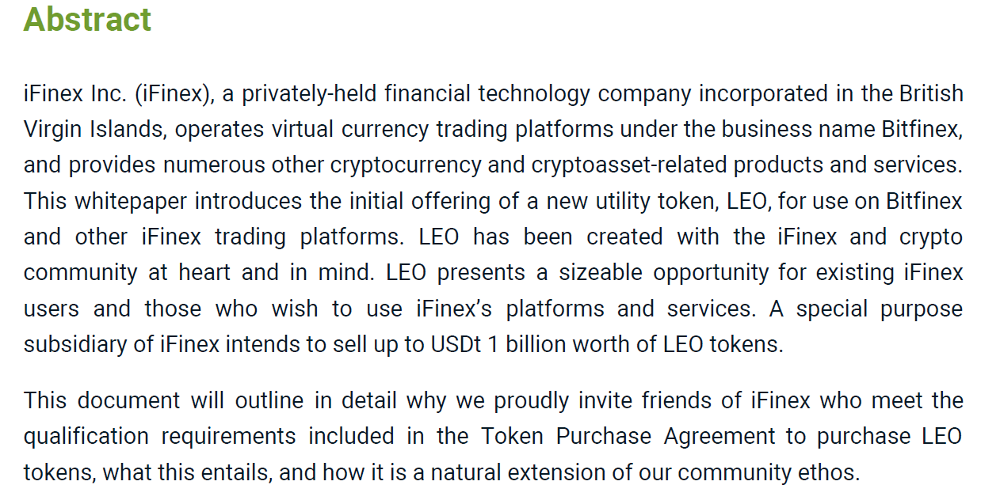 Abstract
iFinex Inc. (iFinex), a privately-held financial technology company incorporated in the British
Virgin Islands, operates virtual currency trading platforms under the business name Bitfinex,
and provides numerous other cryptocurrency and cryptoasset-related products and services.
This whitepaper introduces the initial offering of a new utility token, LEO, for use on Bitfinex
and other iFinex trading platforms. LEO has been created with the iFinex and crypto
community at heart and in mind. LEO presents a sizeable opportunity for existing iFinex
users and those who wish to use iFinex’s platforms and services. A special purpose
subsidiary of iFinex intends to sell up to USDt 1 billion worth of LEO tokens.
This document will outline in detail why we proudly invite friends of iFinex who meet the
qualification requirements included in the Token Purchase Agreement to purchase LEO
tokens, what this entails, and how it is a natural extension of our community ethos.